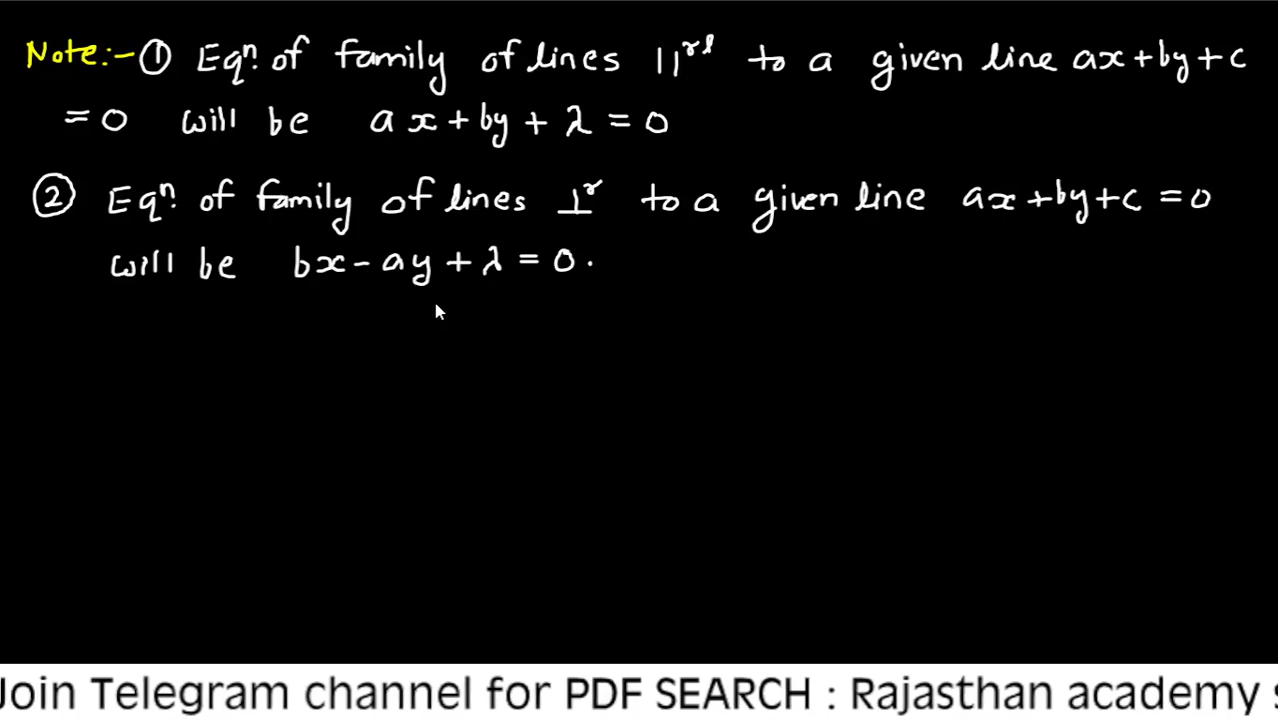 Note:- ① Eqⁿ. of family of lines ||ʳˡ to a given line ax+by+c
=0 will be ax+by+λ=0
② Eqⁿ. of family of lines ⊥ʳ to a given line ax+by+c=0
will be bx-ay+λ=0.
Join Telegram channel for PDF SEARCH : Rajasthan academy s